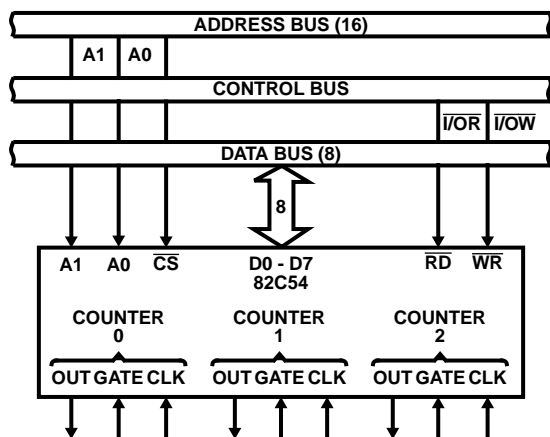 ADDRESS BUS (16)
A1 A0
CONTROL BUS
I/OR I/OW
DATA BUS (8)
8
A1 A0 CS D0 - D7 RD WR
82C54
COUNTER COUNTER COUNTER
0 1 2
OUT GATE CLK OUT GATE CLK OUT GATE CLK